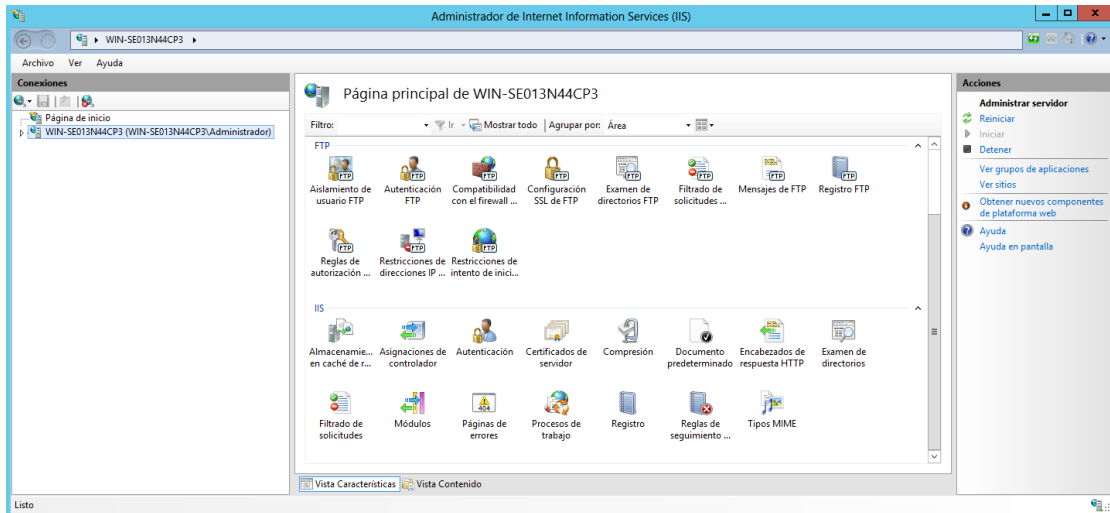 Administrador de Internet Information Services (IIS)
WIN-SE013N44CP3
Archivo Ver Ayuda
Conexiones
Página de inicio
WIN-SE013N44CP3 (WIN-SE013N44CP3\Administrador)
Página principal de WIN-SE013N44CP3
Filtro: Ir Mostrar todo Agrupar por: Área
FTP
Aislamiento de Autenticación Compatibilidad Configuración Examen de Filtrado de Mensajes de FTP Registro FTP
usuario FTP FTP con el firewall ... SSL de FTP directorios FTP solicitudes ...
Reglas de Restricciones de Restricciones de
autorización ... direcciones IP ... intento de inici...
IIS
Almacenamie... Asignaciones de Autenticación Certificados de Compresión Documento Encabezados de Examen de
en caché de r... controlador servidor predeterminado respuesta HTTP directorios
Filtrado de Módulos Páginas de Procesos de Registro Reglas de Tipos MIME
solicitudes errores trabajo seguimiento ...
Vista Características Vista Contenido
Acciones
Administrar servidor
Reiniciar
Iniciar
Detener
Ver grupos de aplicaciones
Ver sitios
Obtener nuevos componentes
de plataforma web
Ayuda
Ayuda en pantalla
Listo